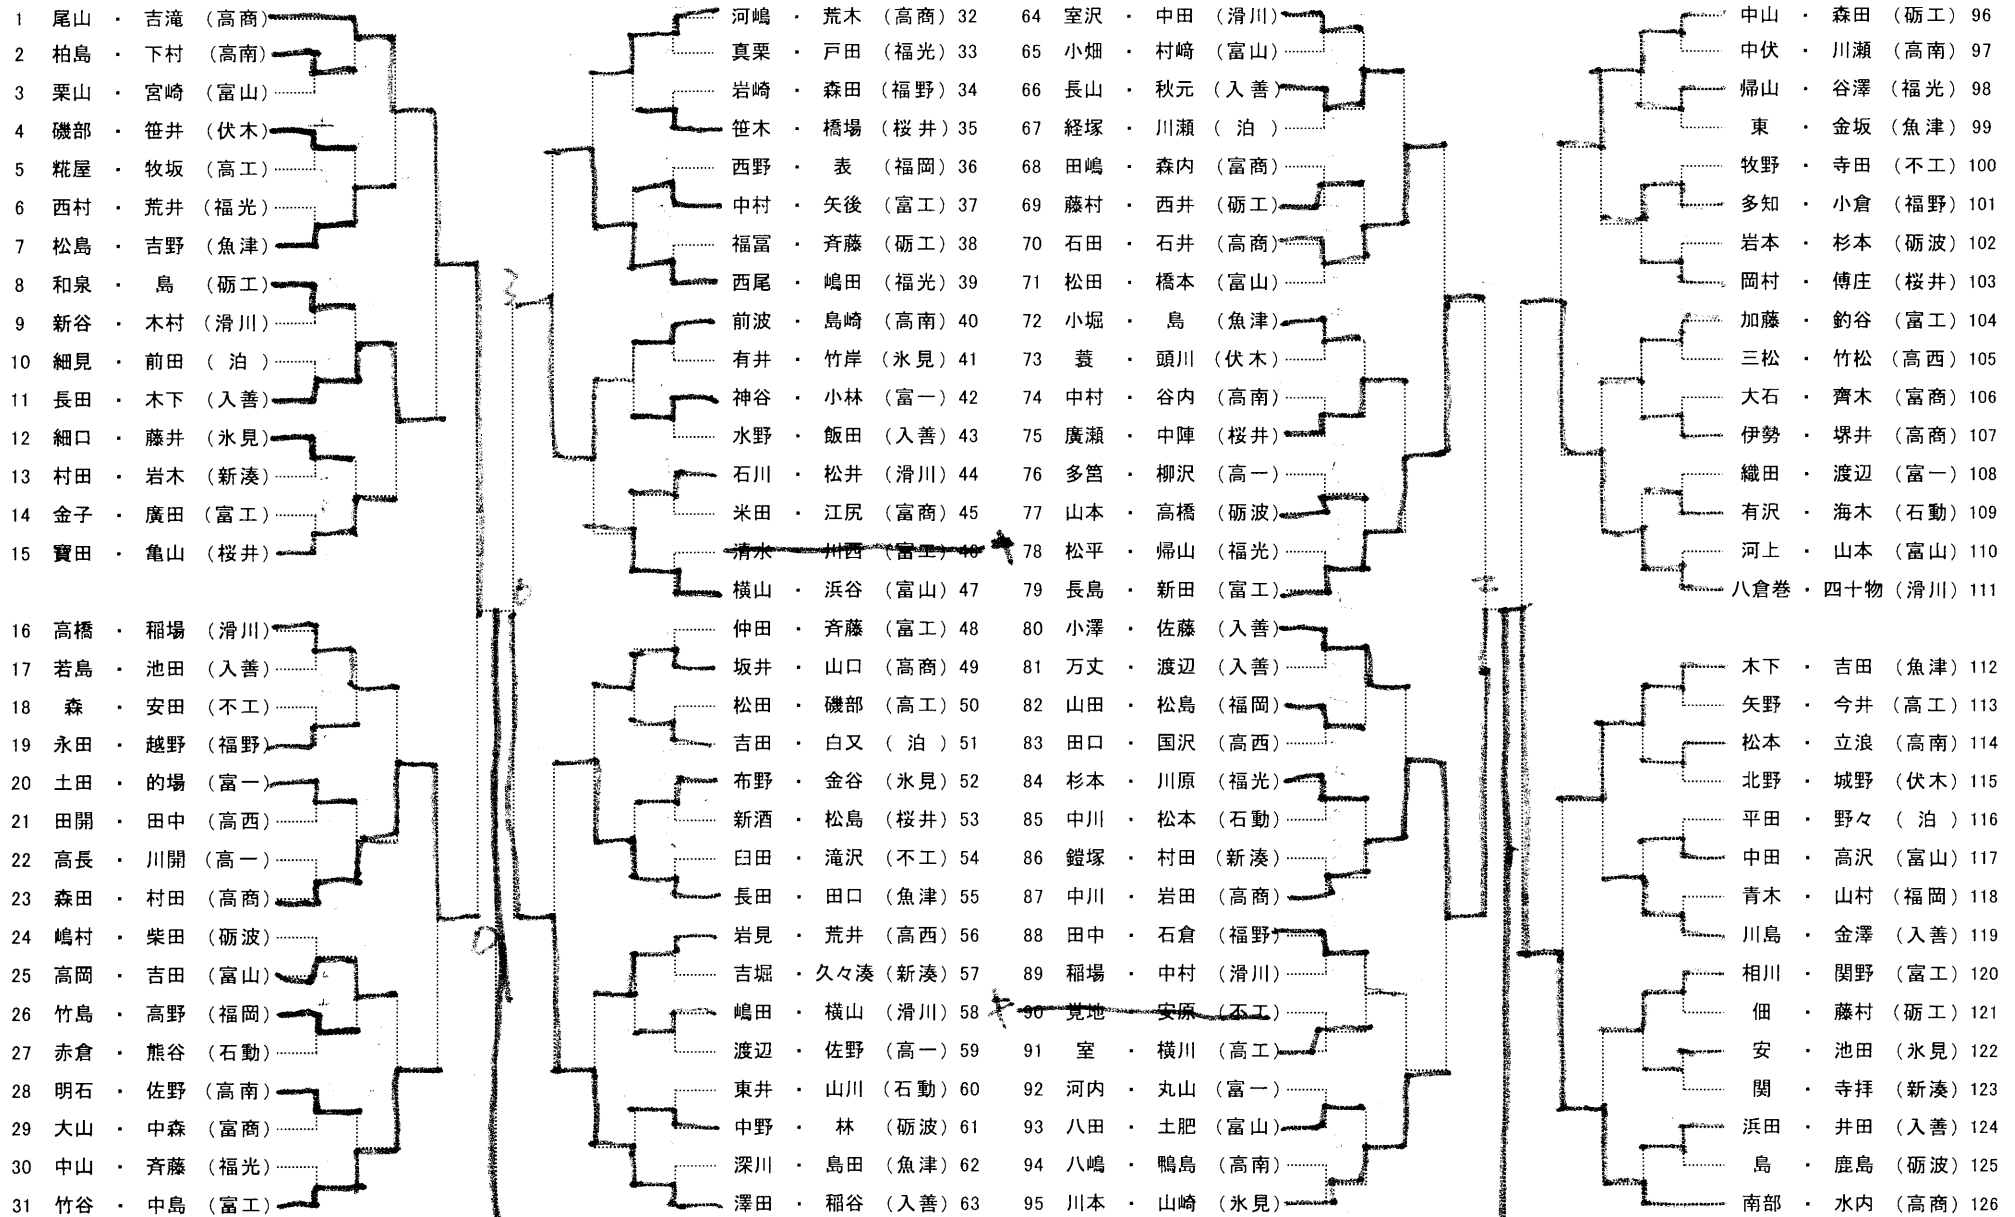 1 尾山 ・ 吉滝 (高商)
2 柏島 ・ 下村 (高南)
3 栗山 ・ 宮崎 (富山)
4 磯部 ・ 笹井 (伏木)
5 糀屋 ・ 牧坂 (高工)
6 西村 ・ 荒井 (福光)
7 松島 ・ 吉野 (魚津)
8 和泉 ・ 島 (砺工)
9 新谷 ・ 木村 (滑川)
10 細見 ・ 前田 (泊)
11 長田 ・ 木下 (入善)
12 細口 ・ 藤井 (氷見)
13 村田 ・ 岩木 (新湊)
14 金子 ・ 廣田 (富工)
15 寶田 ・ 亀山 (桜井)
16 高橋 ・ 稲場 (滑川)
17 若島 ・ 池田 (入善)
18 森 ・ 安田 (不工)
19 永田 ・ 越野 (福野)
20 土田 ・ 的場 (富一)
21 田開 ・ 田中 (高西)
22 高長 ・ 川開 (高一)
23 森田 ・ 村田 (高商)
24 嶋村 ・ 柴田 (砺波)
25 高岡 ・ 吉田 (富山)
26 竹島 ・ 高野 (福岡)
27 赤倉 ・ 熊谷 (石動)
28 明石 ・ 佐野 (高南)
29 大山 ・ 中森 (富商)
30 中山 ・ 斉藤 (福光)
31 竹谷 ・ 中島 (富工)
河嶋 ・ 荒木 (高商) 32
真栗 ・ 戸田 (福光) 33
岩崎 ・ 森田 (福野) 34
笹木 ・ 橋場 (桜井) 35
西野 ・ 表 (福岡) 36
中村 ・ 矢後 (富工) 37
福冨 ・ 斉藤 (砺工) 38
西尾 ・ 嶋田 (福光) 39
前波 ・ 島崎 (高南) 40
有井 ・ 竹岸 (氷見) 41
神谷 ・ 小林 (富一) 42
水野 ・ 飯田 (入善) 43
石川 ・ 松井 (滑川) 44
米田 ・ 江尻 (富商) 45
清水 川西 (富工) 46
横山 ・ 浜谷 (富山) 47
仲田 ・ 斉藤 (富工) 48
坂井 ・ 山口 (高商) 49
松田 ・ 磯部 (高工) 50
吉田 ・ 白又 (泊) 51
布野 ・ 金谷 (氷見) 52
新酒 ・ 松島 (桜井) 53
臼田 ・ 滝沢 (不工) 54
長田 ・ 田口 (魚津) 55
岩見 ・ 荒井 (高西) 56
吉堀 ・ 久々湊 (新湊) 57
嶋田 ・ 横山 (滑川) 58
渡辺 ・ 佐野 (高一) 59
東井 ・ 山川 (石動) 60
中野 ・ 林 (砺波) 61
深川 ・ 島田 (魚津) 62
澤田 ・ 稲谷 (入善) 63
64 室沢 ・ 中田 (滑川)
65 小畑 ・ 村﨑 (富山)
66 長山 ・ 秋元 (入善)
67 経塚 ・ 川瀬 (泊)
68 田嶋 ・ 森内 (富商)
69 藤村 ・ 西井 (砺工)
70 石田 ・ 石井 (高商)
71 松田 ・ 橋本 (富山)
72 小堀 ・ 島 (魚津)
73 蓑 ・ 頭川 (伏木)
74 中村 ・ 谷内 (高南)
75 廣瀬 ・ 中陣 (桜井)
76 多筥 ・ 柳沢 (高一)
77 山本 ・ 高橋 (砺波)
78 松平 ・ 帰山 (福光)
79 長島 ・ 新田 (富工)
80 小澤 ・ 佐藤 (入善)
81 万丈 ・ 渡辺 (入善)
82 山田 ・ 松島 (福岡)
83 田口 ・ 国沢 (高西)
84 杉本 ・ 川原 (福光)
85 中川 ・ 松本 (石動)
86 鎧塚 ・ 村田 (新湊)
87 中川 ・ 岩田 (高商)
88 田中 ・ 石倉 (福野)
89 稲場 ・ 中村 (滑川)
90 覚地 安原 (不工)
91 室 ・ 横川 (高工)
92 河内 ・ 丸山 (富一)
93 八田 ・ 土肥 (富山)
94 八嶋 ・ 鴨島 (高南)
95 川本 ・ 山崎 (氷見)
中山 ・ 森田 (砺工) 96
中伏 ・ 川瀬 (高南) 97
帰山 ・ 谷澤 (福光) 98
東 ・ 金坂 (魚津) 99
牧野 ・ 寺田 (不工) 100
多知 ・ 小倉 (福野) 101
岩本 ・ 杉本 (砺波) 102
岡村 ・ 傅庄 (桜井) 103
加藤 ・ 釣谷 (富工) 104
三松 ・ 竹松 (高西) 105
大石 ・ 齊木 (富商) 106
伊勢 ・ 堺井 (高商) 107
織田 ・ 渡辺 (富一) 108
有沢 ・ 海木 (石動) 109
河上 ・ 山本 (富山) 110
八倉巻 ・ 四十物 (滑川) 111
木下 ・ 吉田 (魚津) 112
矢野 ・ 今井 (高工) 113
松本 ・ 立浪 (高南) 114
北野 ・ 城野 (伏木) 115
平田 ・ 野々 (泊) 116
中田 ・ 高沢 (富山) 117
青木 ・ 山村 (福岡) 118
川島 ・ 金澤 (入善) 119
相川 ・ 関野 (富工) 120
佃 ・ 藤村 (砺工) 121
安 ・ 池田 (氷見) 122
関 ・ 寺拝 (新湊) 123
浜田 ・ 井田 (入善) 124
島 ・ 鹿島 (砺波) 125
南部 ・ 水内 (高商) 126